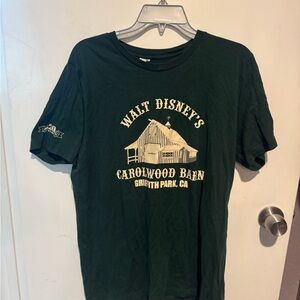 WALT DISNEY'S
CAROLWOOD BARN
GRIFFITH PARK, CA